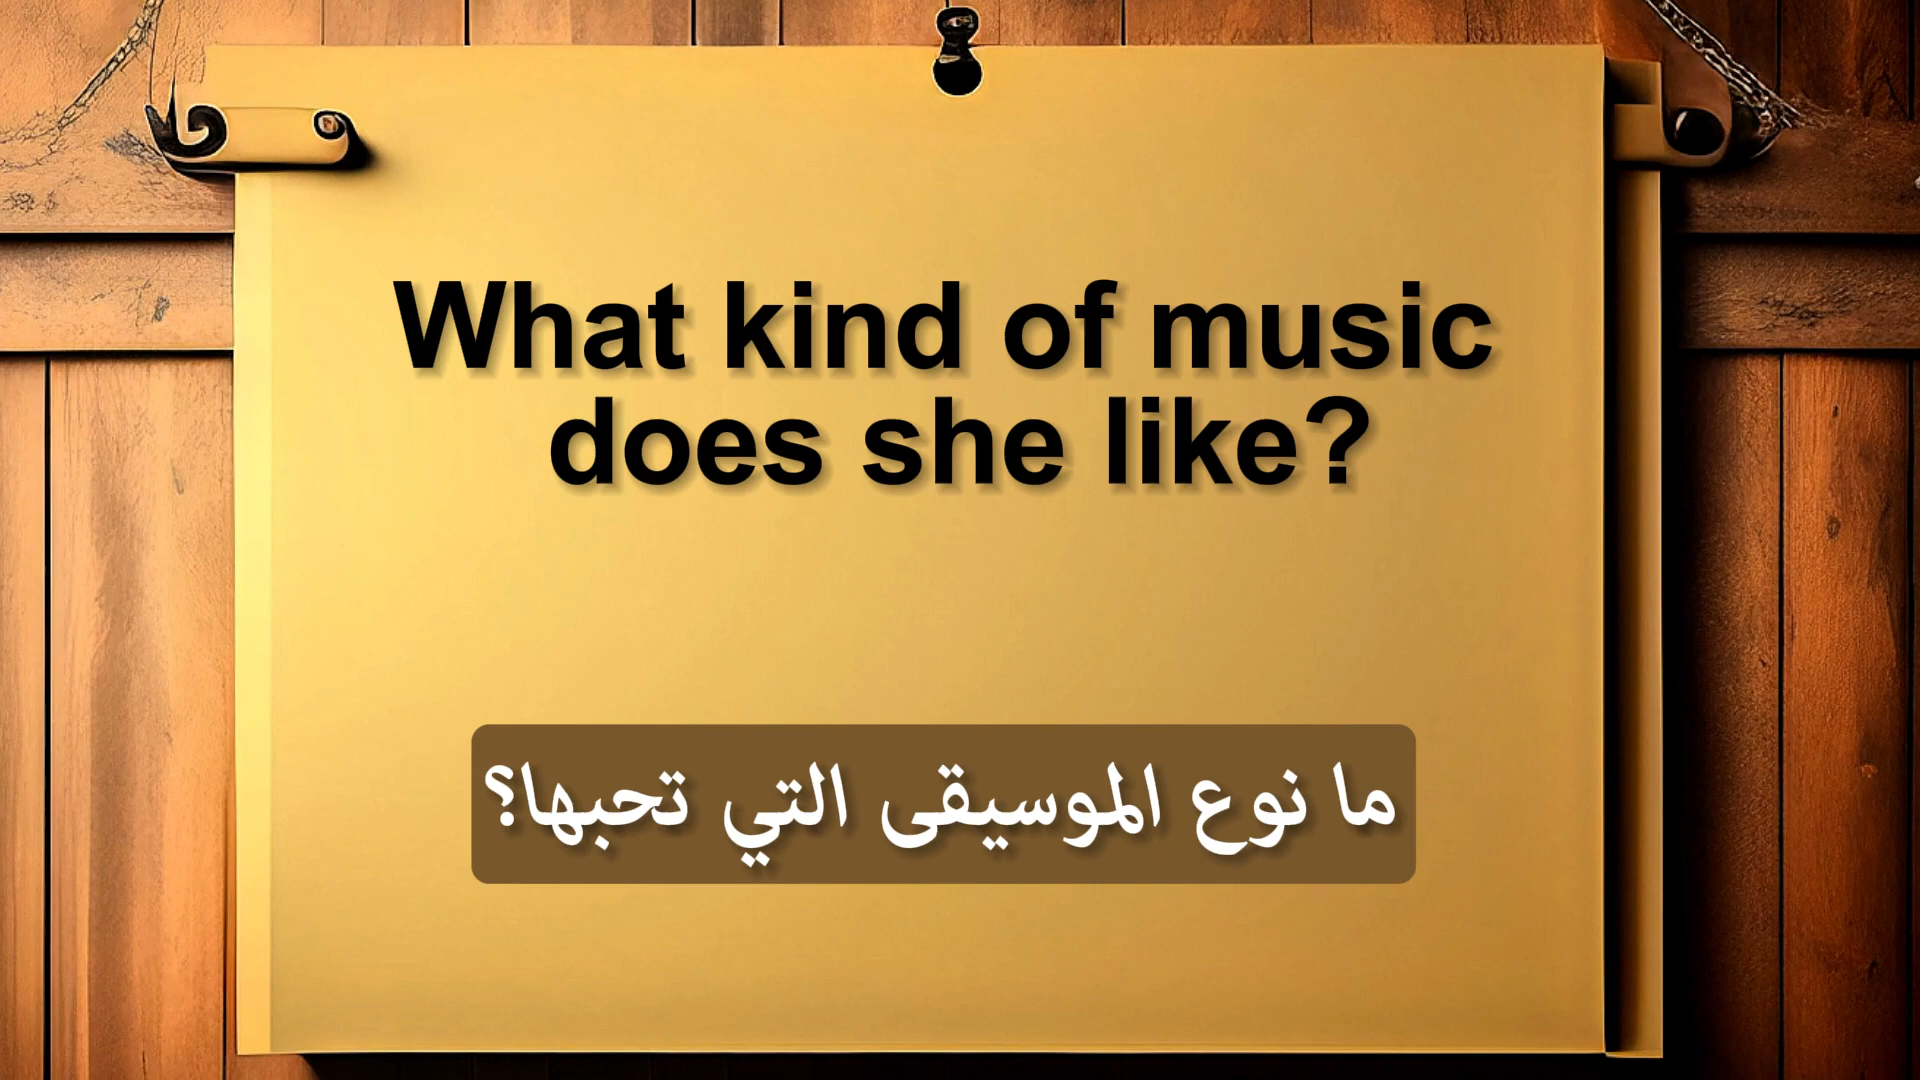 What kind of music
does she like?
ما نوع الموسيقى التي تحبها؟